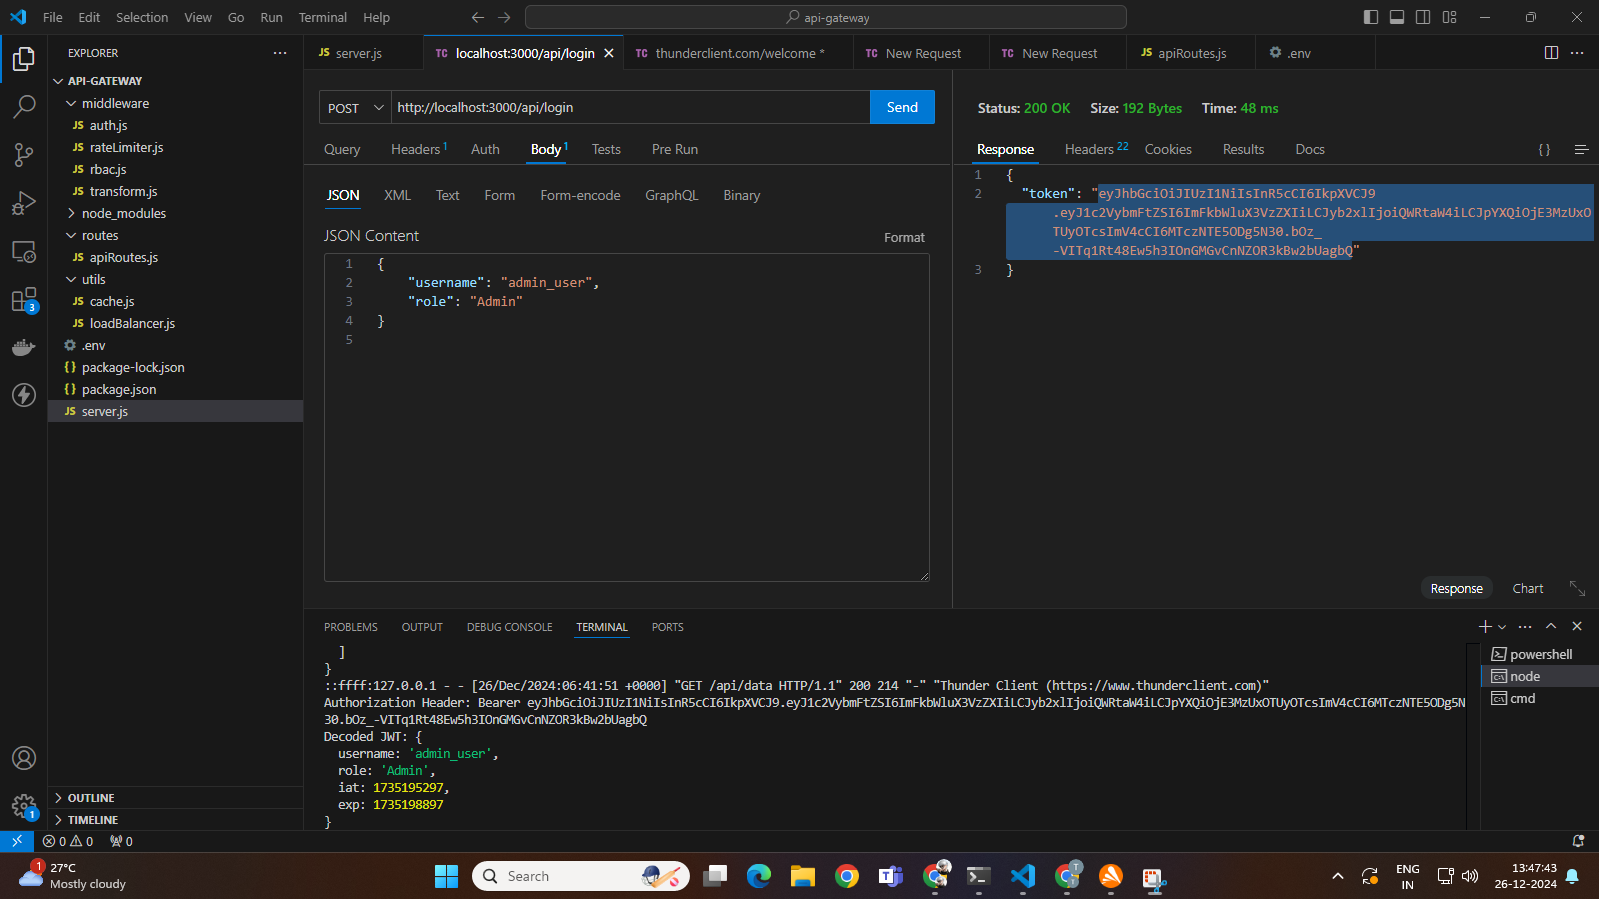 File Edit Selection View Go Run Terminal Help
api-gateway
EXPLORER
API-GATEWAY
middleware
JS auth.js
JS rateLimiter.js
JS rbac.js
JS transform.js
node_modules
routes
JS apiRoutes.js
utils
JS cache.js
JS loadBalancer.js
.env
{} package-lock.json
{} package.json
JS server.js
OUTLINE
TIMELINE
3
1
JS server.js
TC localhost:3000/api/login
TC thunderclient.com/welcome *
TC New Request
TC New Request
JS apiRoutes.js
.env
POST http://localhost:3000/api/login Send
Query Headers 1 Auth Body 1 Tests Pre Run
JSON XML Text Form Form-encode GraphQL Binary
JSON Content Format
1 {
2 "username": "admin_user",
3 "role": "Admin"
4 }
5
Status: 200 OK Size: 192 Bytes Time: 48 ms
Response Headers 22 Cookies Results Docs { }
1 {
2 "token": "eyJhbGciOiJIUzI1NiIsInR5cCI6IkpXVCJ9
.eyJ1c2VybmFtZSI6ImFkbWluX3VzZXIiLCJyb2xlIjoiQWRtaW4iLCJpYXQiOjE3MzUxO
TUyOTcsImV4cCI6MTczNTE5ODg5N30.bOz_
-VITq1Rt48Ew5h3IOnGMGvCnNZOR3kBw2bUagbQ"
3 }
Response Chart
PROBLEMS OUTPUT DEBUG CONSOLE TERMINAL PORTS
]
}
::ffff:127.0.0.1 - - [26/Dec/2024:06:41:51 +0000] "GET /api/data HTTP/1.1" 200 214 "-" "Thunder Client (https://www.thunderclient.com)"
Authorization Header: Bearer eyJhbGciOiJIUzI1NiIsInR5cCI6IkpXVCJ9.eyJ1c2VybmFtZSI6ImFkbWluX3VzZXIiLCJyb2xlIjoiQWRtaW4iLCJpYXQiOjE3MzUxOTUyOTcsImV4cCI6MTczNTE5ODg5N
30.bOz_-VITq1Rt48Ew5h3IOnGMGvCnNZOR3kBw2bUagbQ
Decoded JWT: {
username: 'admin_user',
role: 'Admin',
iat: 1735195297,
exp: 1735198897
}
powershell
node
cmd
0 0 0
1
27°C
Mostly cloudy
Search
T
1
ENG
IN
13:47:43
26-12-2024